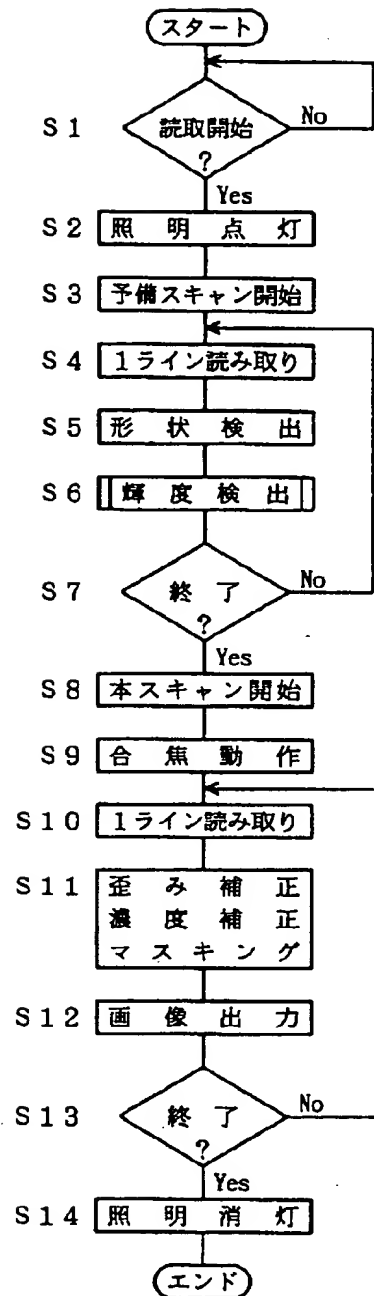 スタート
S1 読取開始 No
?
Yes
S2 照明点灯
S3 予備スキャン開始
S4 1ライン読み取り
S5 形状検出
S6 輝度検出
S7 終了 No
?
Yes
S8 本スキャン開始
S9 合焦動作
S10 1ライン読み取り
S11 歪み補正
濃度補正
マスキング
S12 画像出力
S13 終了 No
?
Yes
S14 照明消灯
エンド